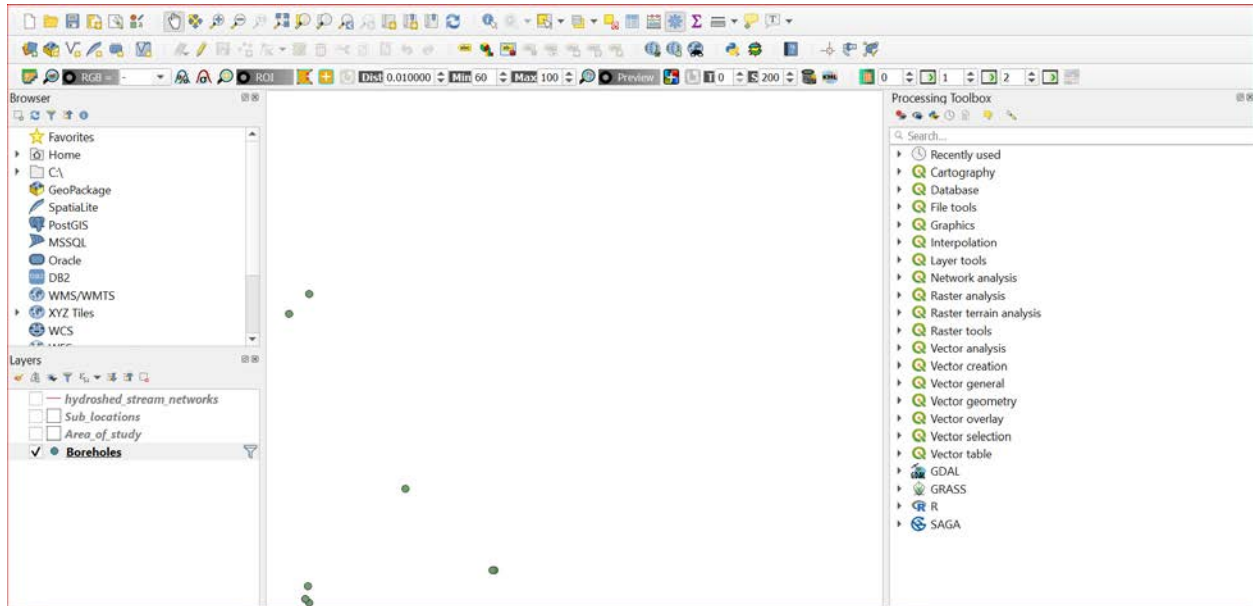 RGB = -
ROI
Dist 0.010000 Min 60 Max 100
Preview
T 0 S 200
KML
0 1 2
Browser
Favorites
Home
C:\
GeoPackage
SpatiaLite
PostGIS
MSSQL
Oracle
DB2
WMS/WMTS
XYZ Tiles
WCS
Layers
hydroshed_stream_networks
Sub_locations
Area_of_study
Boreholes
Processing Toolbox
Search...
Recently used
Cartography
Database
File tools
Graphics
Interpolation
Layer tools
Network analysis
Raster analysis
Raster terrain analysis
Raster tools
Vector analysis
Vector creation
Vector general
Vector geometry
Vector overlay
Vector selection
Vector table
GDAL
GRASS
R
SAGA